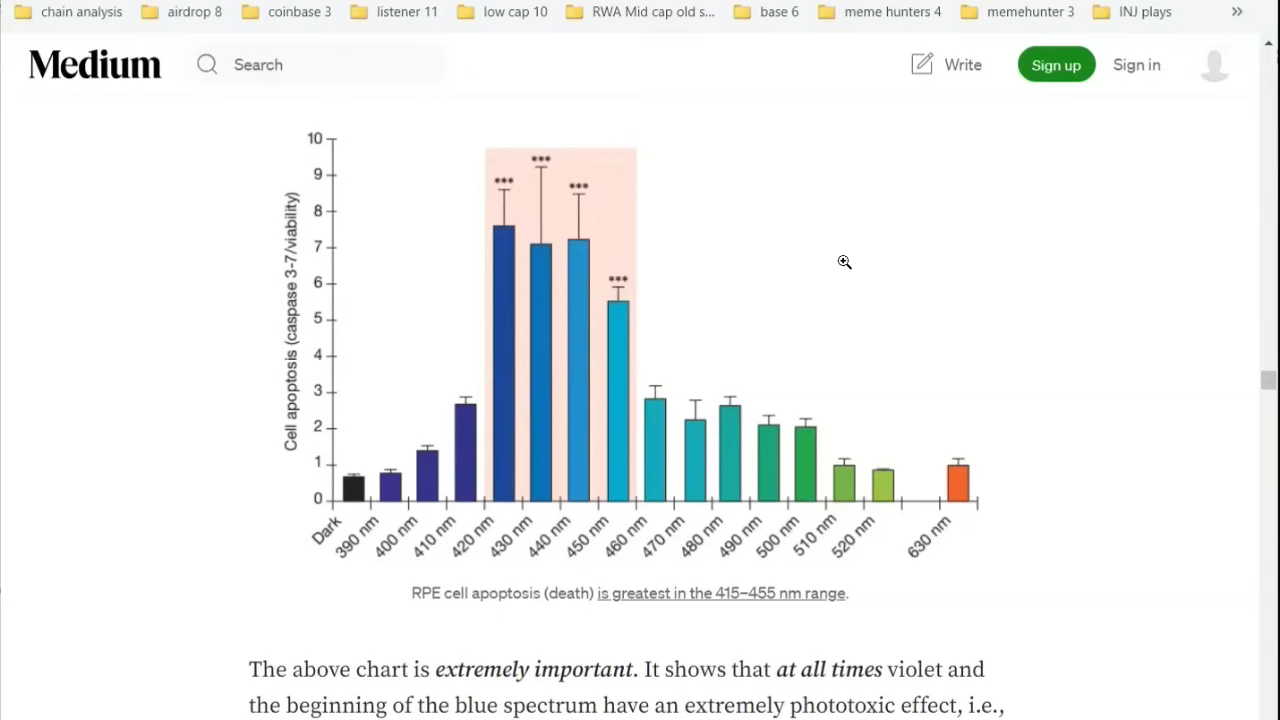 chain analysis airdrop 8 coinbase 3 listener 11 low cap 10 RWA Mid cap old s... base 6 meme hunters 4 memehunter 3 INJ plays »
Medium Search Write Sign up Sign in
10
9
8
7
6
5
4
3
2
1
0
Cell apoptosis (caspase 3-7/viability)
*** *** *** ***
Dark 390 nm 400 nm 410 nm 420 nm 430 nm 440 nm 450 nm 460 nm 470 nm 480 nm 490 nm 500 nm 510 nm 520 nm 630 nm
RPE cell apoptosis (death) is greatest in the 415–455 nm range.
The above chart is extremely important. It shows that at all times violet and
the beginning of the blue spectrum have an extremely phototoxic effect, i.e.,